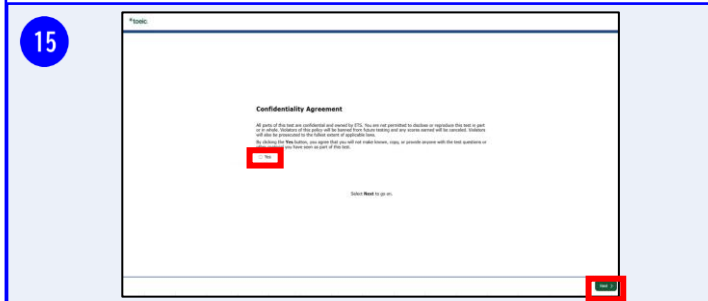 15
toeic.
Confidentiality Agreement
All parts of this test are confidential and owned by ETS. You are not permitted to disclose or reproduce this test in part
or in whole. Violators of this policy will be banned from future testing and any scores earned will be canceled. Violators
will also be prosecuted to the fullest extent of applicable laws.
By clicking the Yes button, you agree that you will not make known, copy, or provide anyone with the test questions or
you have seen as part of this test.
Yes
Select Next to go on.
Next >